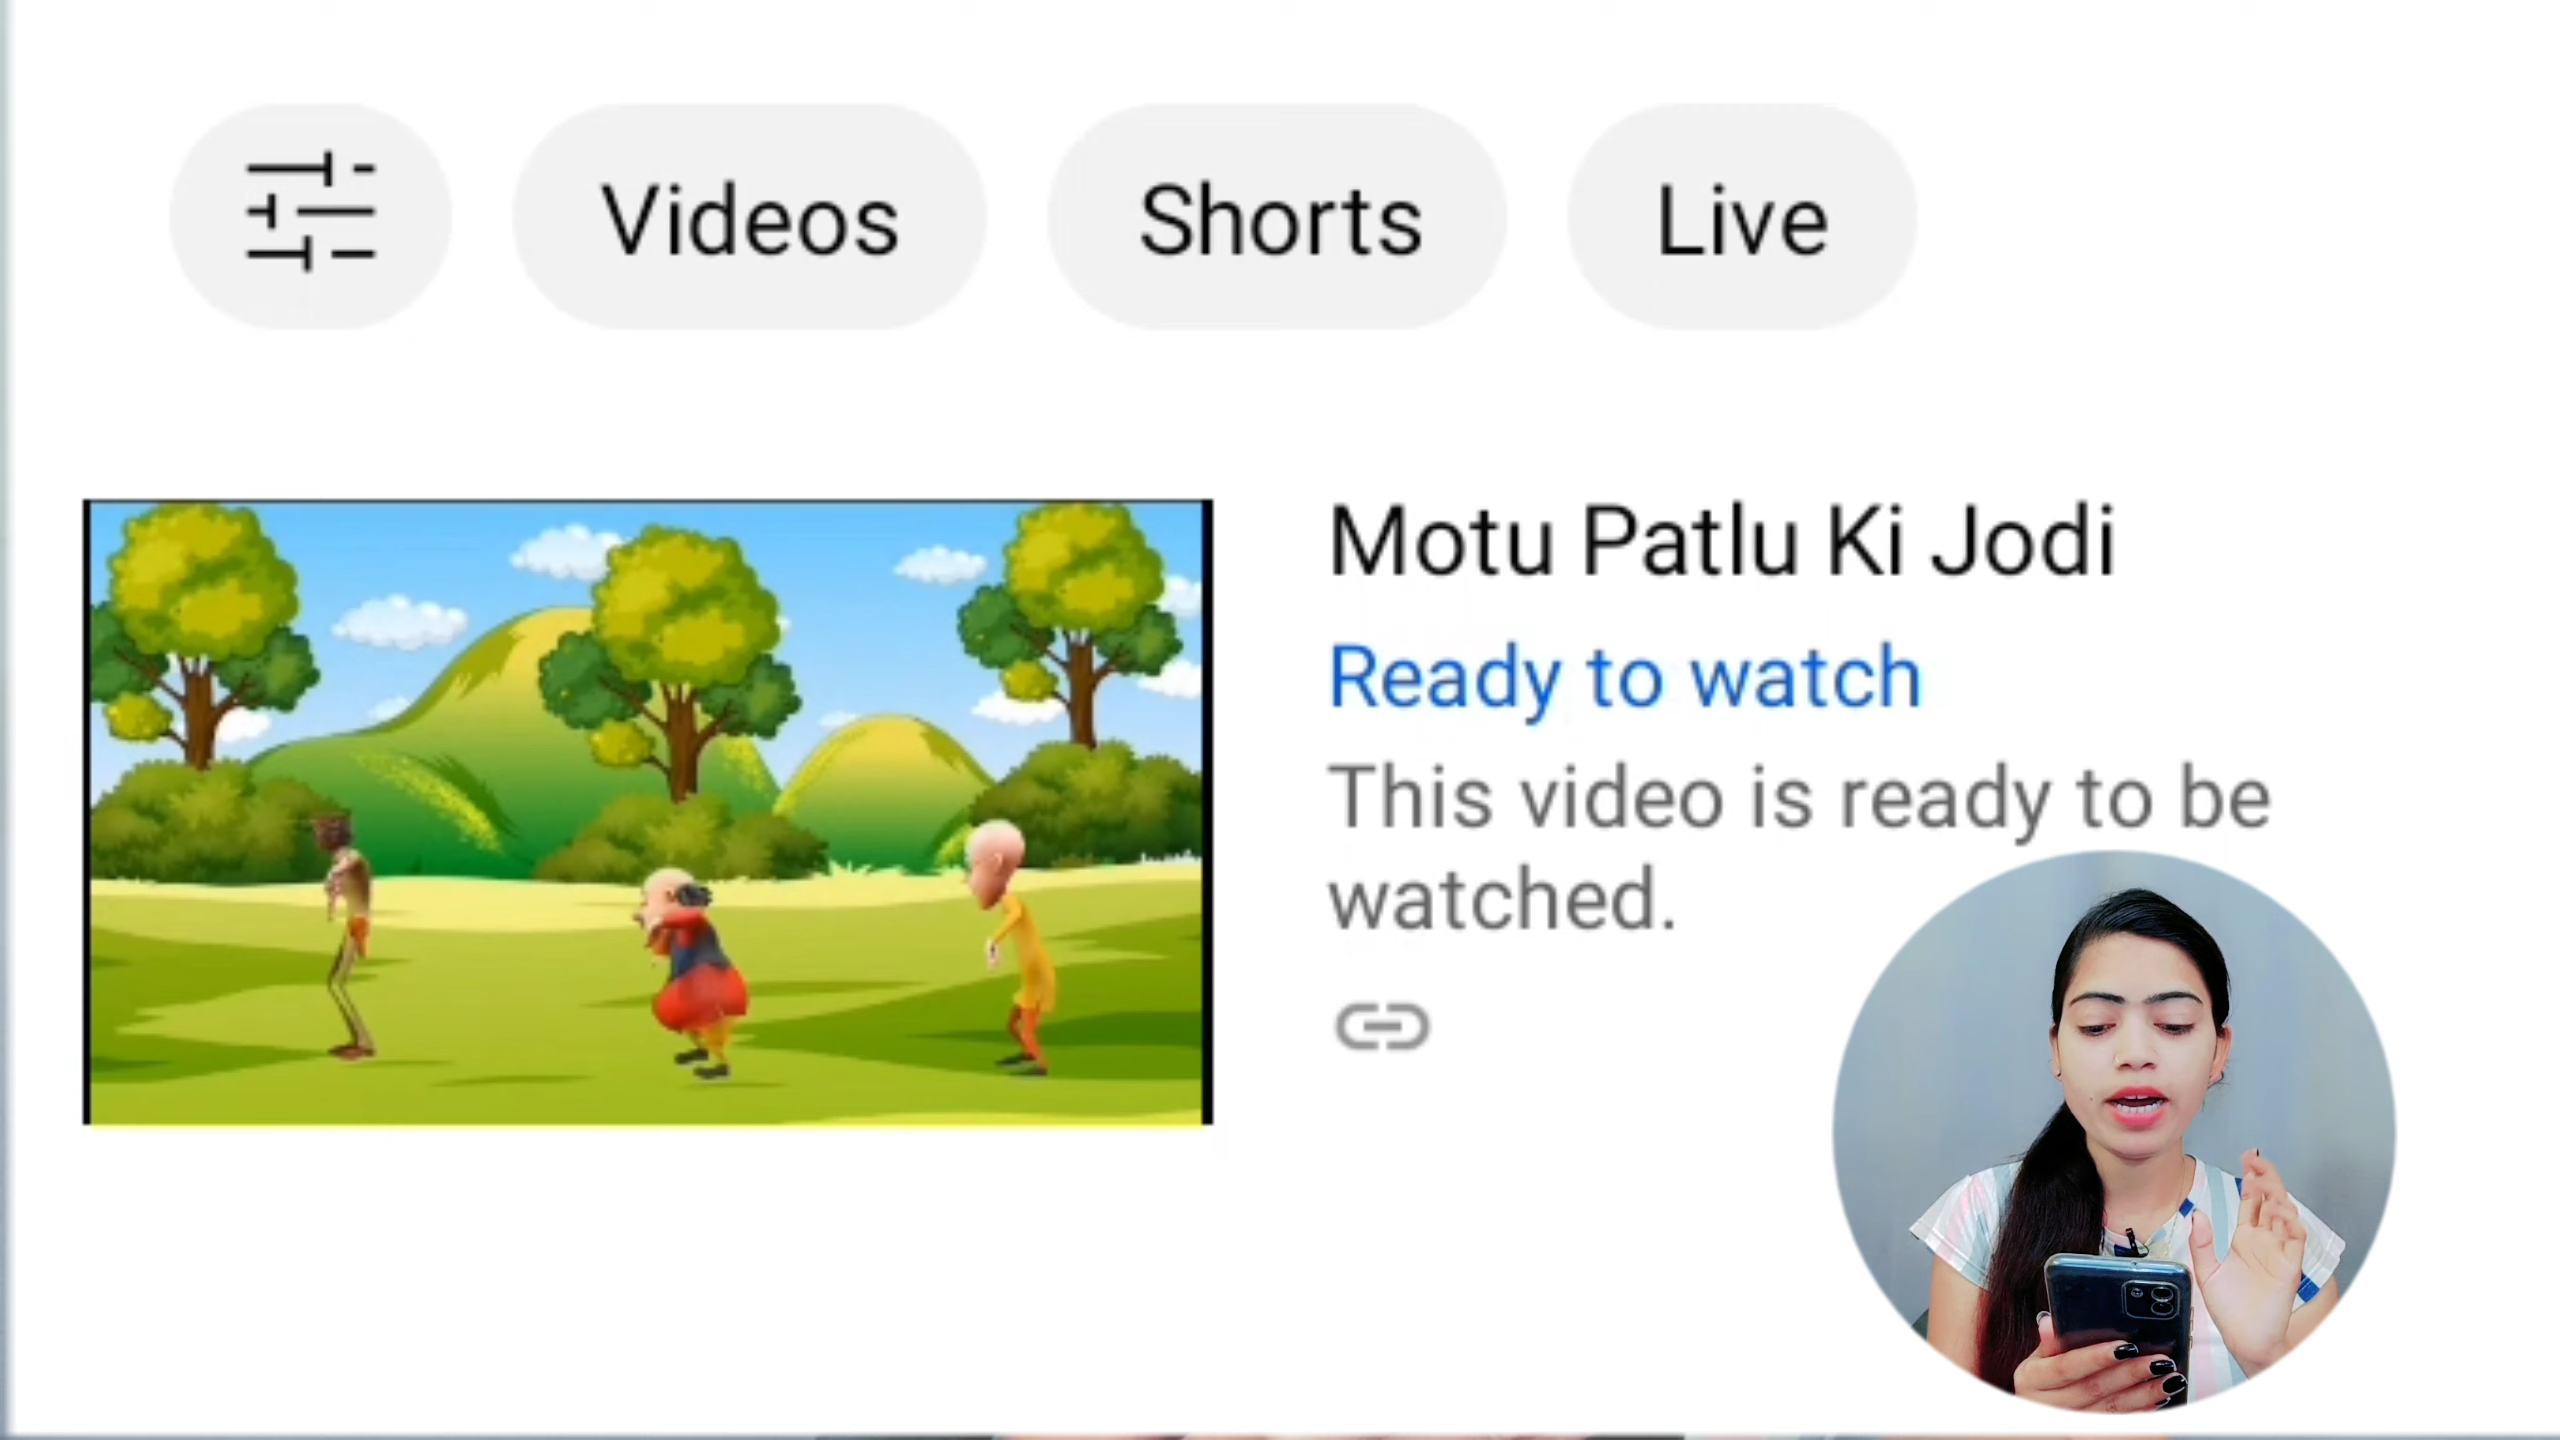 Videos Shorts Live
Motu Patlu Ki Jodi
Ready to watch
This video is ready to be
watched.